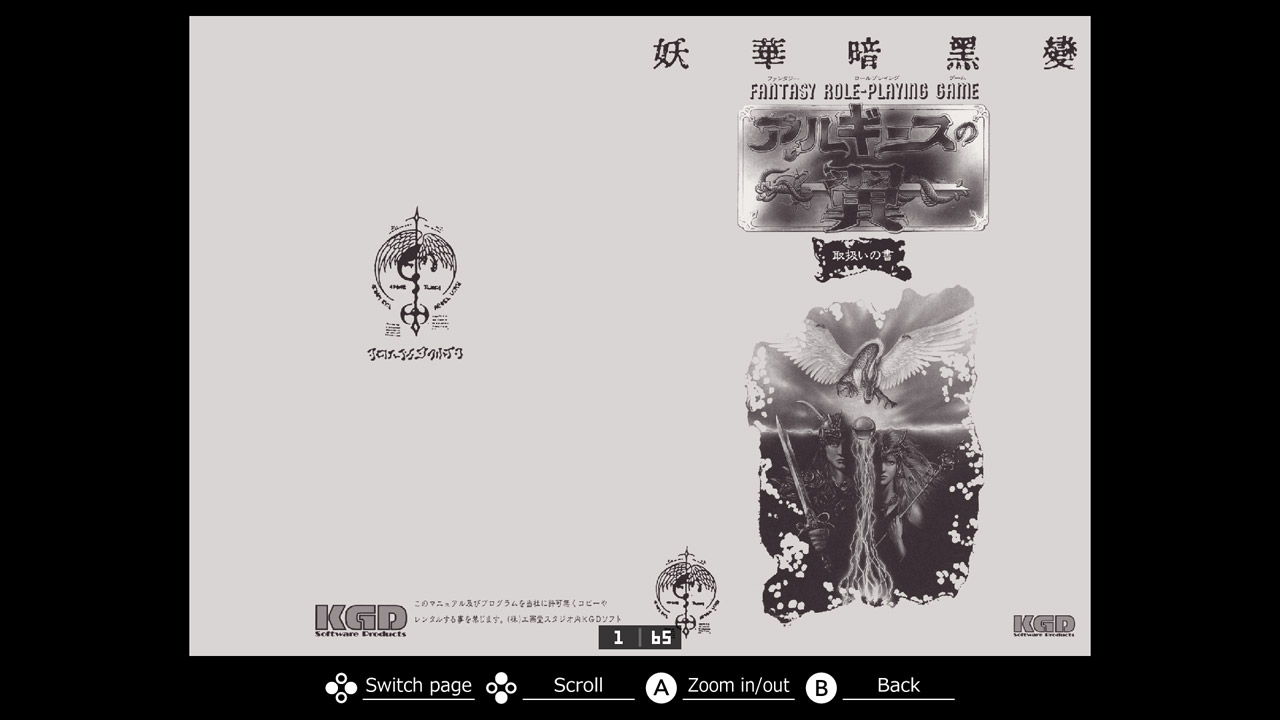 妖華暗黒變
ファンタジー ロールプレイング ゲーム
FANTASY ROLE-PLAYING GAME
アルギースの
翼
取扱いの書
KGD
Software Products
このマニュアル及びプログラムを当社に許可無くコピーや
レンタルする事を禁じます。(株)工画堂スタジオ内KGDソフト
KGD
Software Products
1 | 65
Switch page
Scroll
A Zoom in/out
B Back